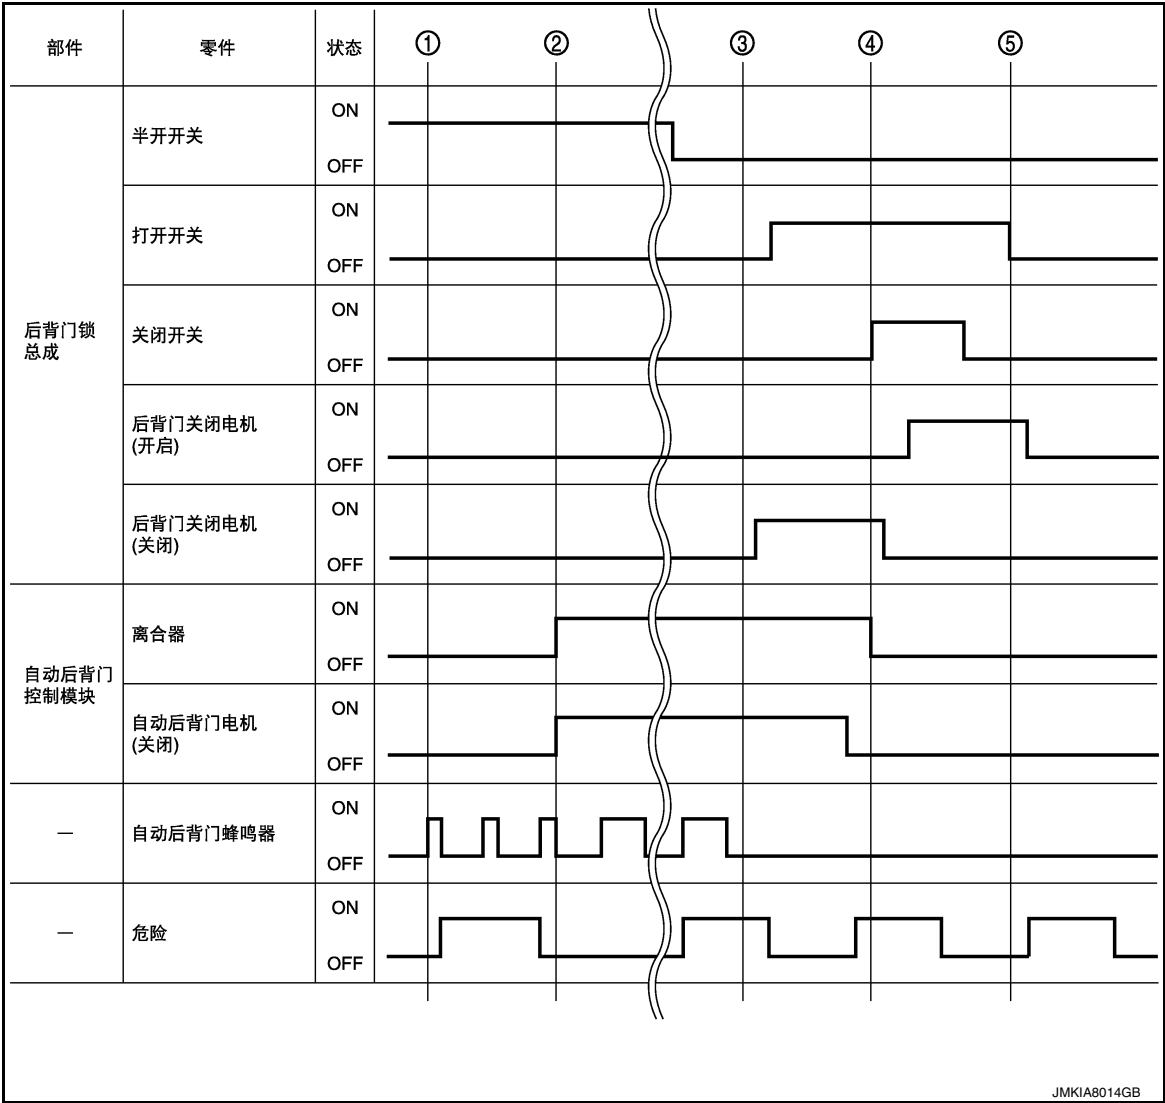 部件 零件 状态 ① ② ③ ④ ⑤
后背门锁
总成
半开开关 ON
OFF
打开开关 ON
OFF
关闭开关 ON
OFF
后背门关闭电机
(开启)
ON
OFF
后背门关闭电机
(关闭)
ON
OFF
自动后背门
控制模块
离合器 ON
OFF
自动后背门电机
(关闭)
ON
OFF
— 自动后背门蜂鸣器 ON
OFF
— 危险 ON
OFF
JMKIA8014GB